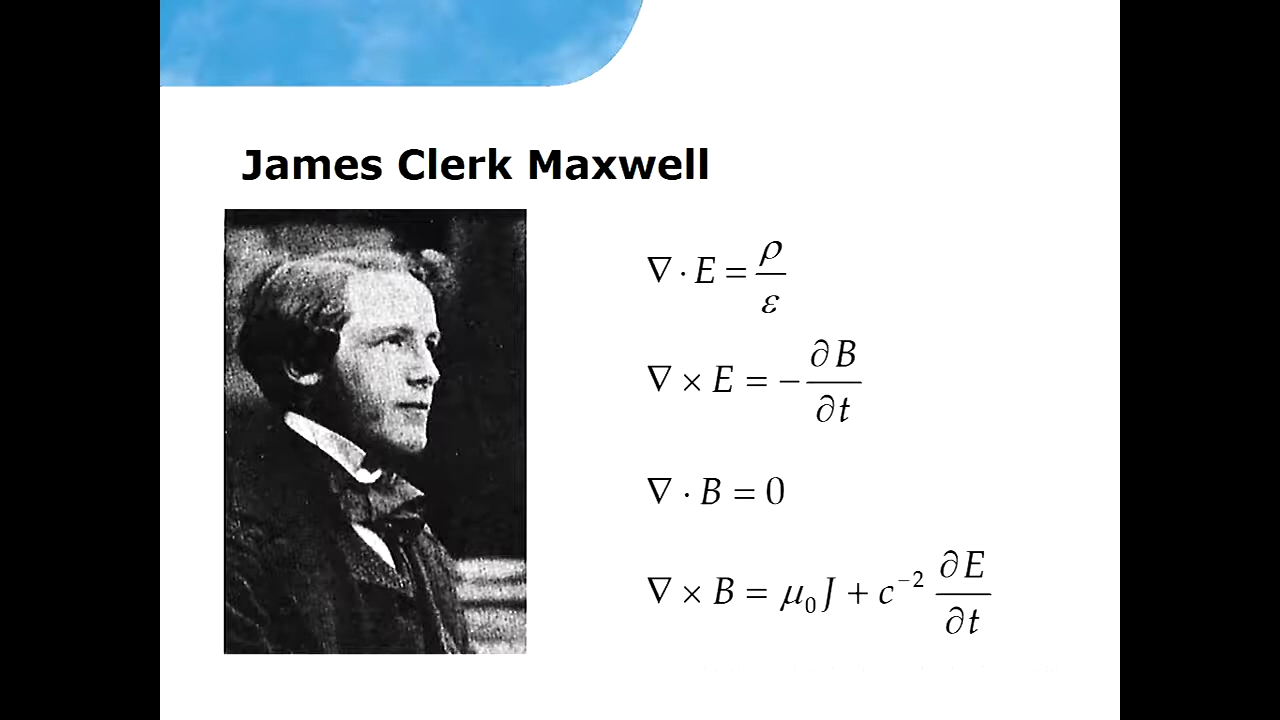 James Clerk Maxwell
∇ · E = ρ/ε
∇ × E = −∂B/∂t
∇ · B = 0
∇ × B = μ₀J + c⁻² ∂E/∂t